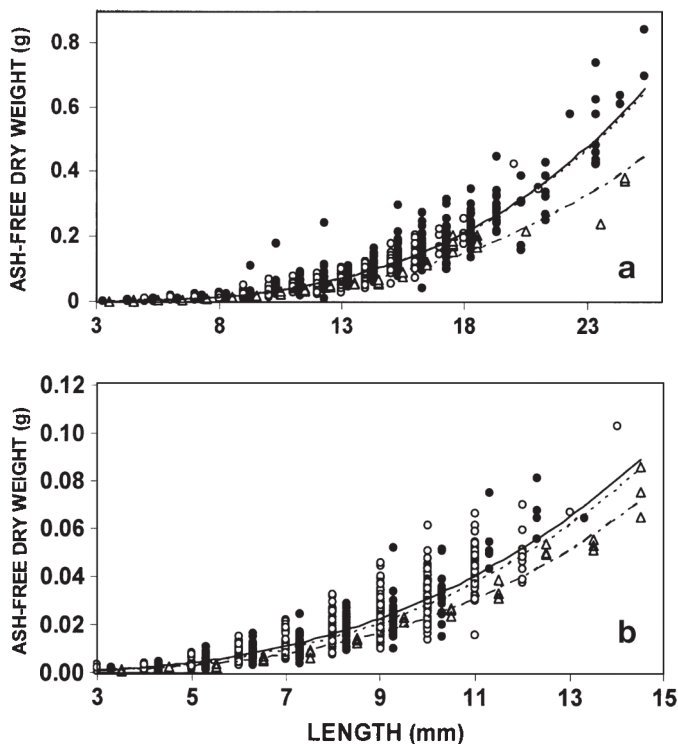 ASH-FREE DRY WEIGHT (g)
0.8
0.6
0.4
0.2
0
3 8 13 18 23
a
ASH-FREE DRY WEIGHT (g)
0.12
0.10
0.08
0.06
0.04
0.02
0.00
3 5 7 9 11 13 15
b
LENGTH (mm)